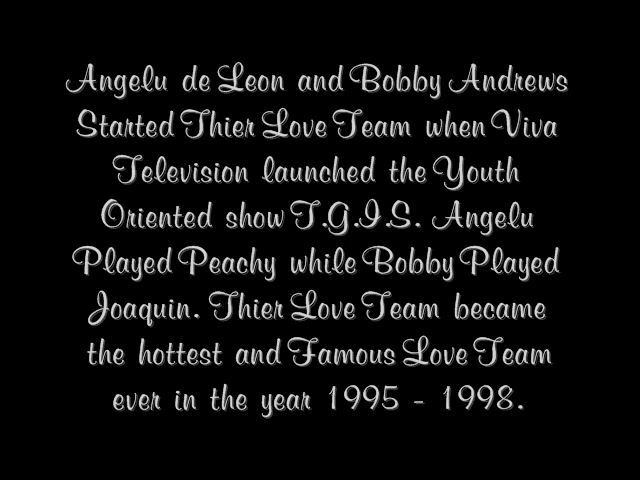 Angelu de Leon and Bobby Andrews
Started Thier Love Team when Viva
Television launched the Youth
Oriented show T.G.I.S. Angelu
Played Peachy while Bobby Played
Joaquin. Thier Love Team became
the hottest and Famous Love Team
ever in the year 1995 - 1998.